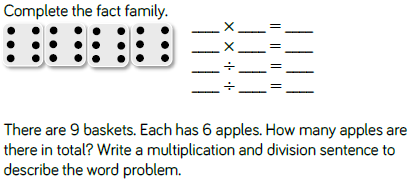 Complete the fact family.
___ × ___ = ___
___ × ___ = ___
___ ÷ ___ = ___
___ ÷ ___ = ___
There are 9 baskets. Each has 6 apples. How many apples are
there in total? Write a multiplication and division sentence to
describe the word problem.